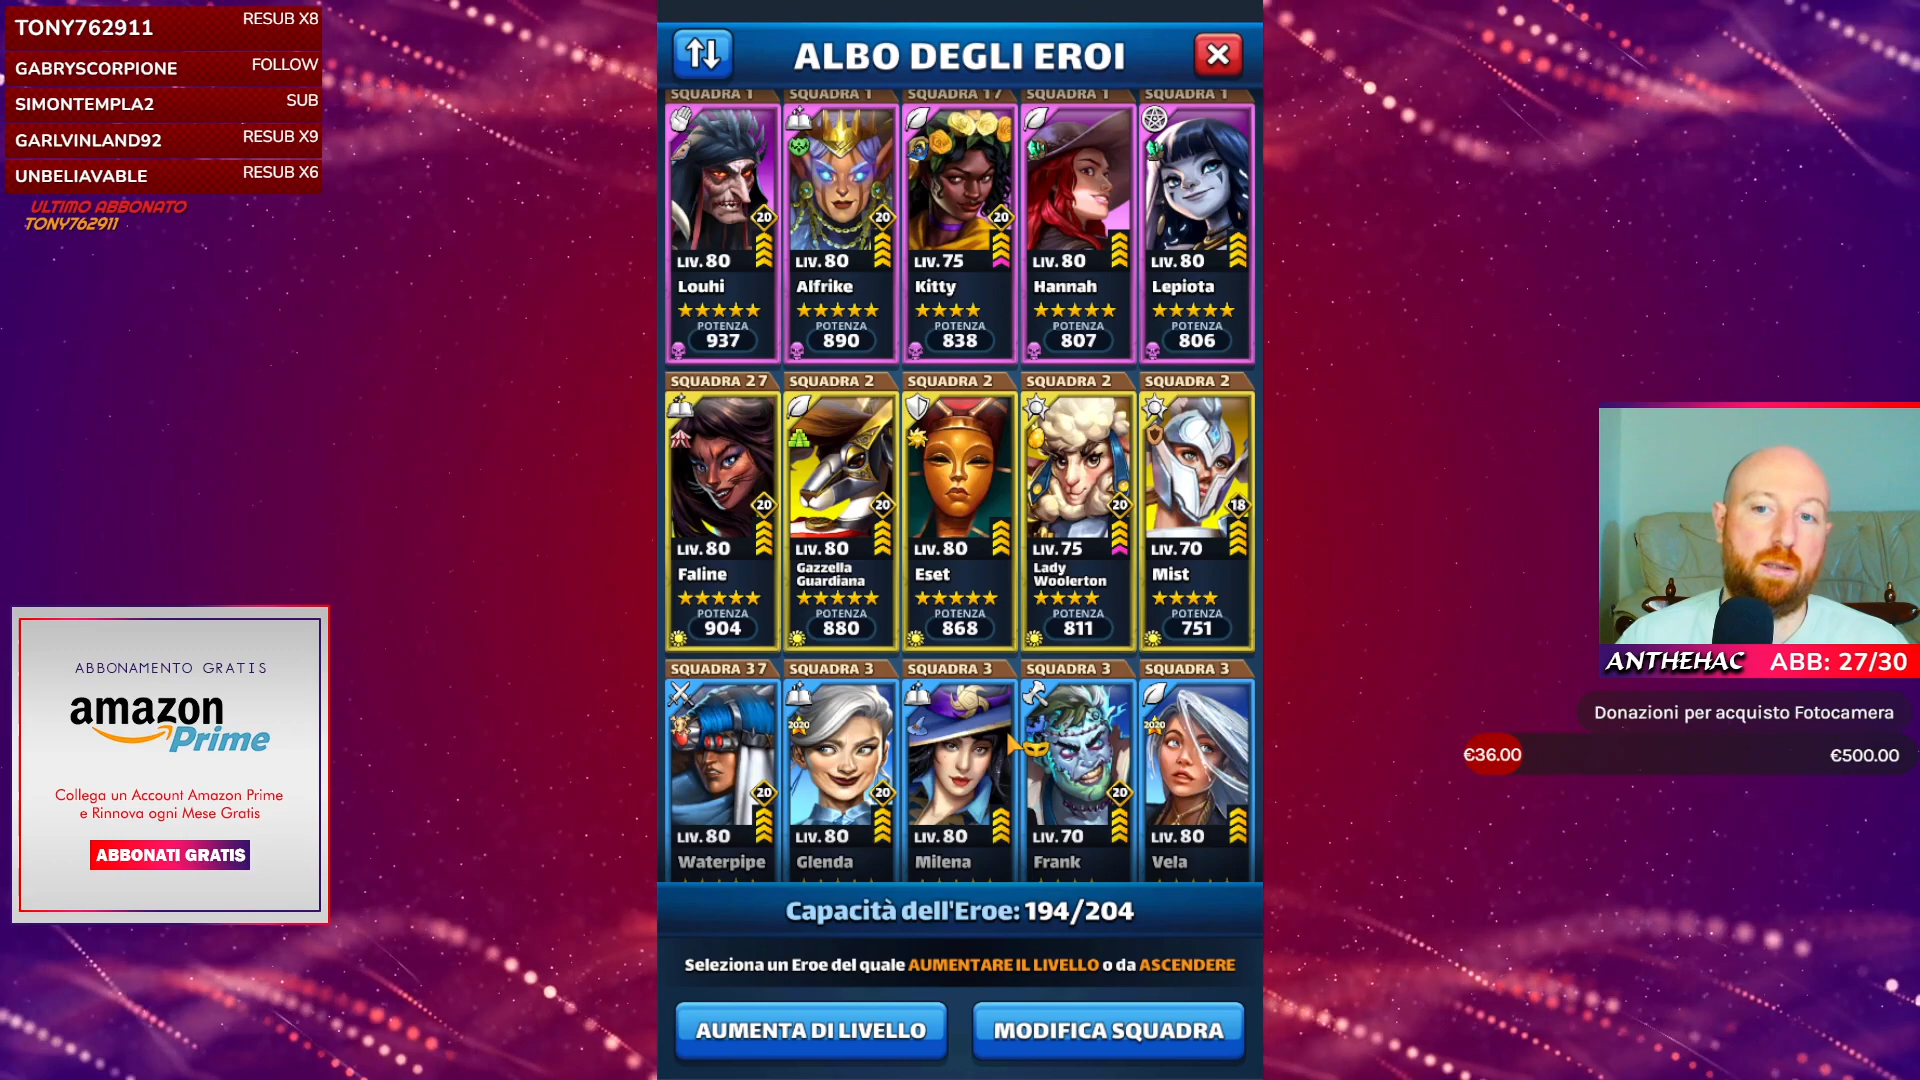 TONY762911 RESUB X8
GABRYSCORPIONE FOLLOW
SIMONTEMPLA2 SUB
GARLVINLAND92 RESUB X9
UNBELIAVABLE RESUB X6
ULTIMO ABBONATO
TONY762911
ALBO DEGLI EROI
SQUADRA 1 SQUADRA 1 SQUADRA 17 SQUADRA 1 SQUADRA 1
20 20 20
LIV. 80 LIV. 80 LIV. 75 LIV. 80 LIV. 80
Louhi Alfrike Kitty Hannah Lepiota
POTENZA POTENZA POTENZA POTENZA POTENZA
937 890 838 807 806
SQUADRA 27 SQUADRA 2 SQUADRA 2 SQUADRA 2 SQUADRA 2
20 20 20 18
LIV. 80 LIV. 80 LIV. 80 LIV. 75 LIV. 70
Faline Gazzella Guardiana Eset Lady Woolerton Mist
POTENZA POTENZA POTENZA POTENZA POTENZA
904 880 868 811 751
SQUADRA 37 SQUADRA 3 SQUADRA 3 SQUADRA 3 SQUADRA 3
2020 2020
20 20 20
LIV. 80 LIV. 80 LIV. 80 LIV. 70 LIV. 80
Waterpipe Glenda Milena Frank Vela
Capacità dell'Eroe: 194/204
Seleziona un Eroe del quale AUMENTARE IL LIVELLO o da ASCENDERE
AUMENTA DI LIVELLO MODIFICA SQUADRA
ABBONAMENTO GRATIS
amazon
Prime
Collega un Account Amazon Prime
e Rinnova ogni Mese Gratis
ABBONATI GRATIS
ANTHEHAC ABB: 27/30
Donazioni per acquisto Fotocamera
€36.00 €500.00